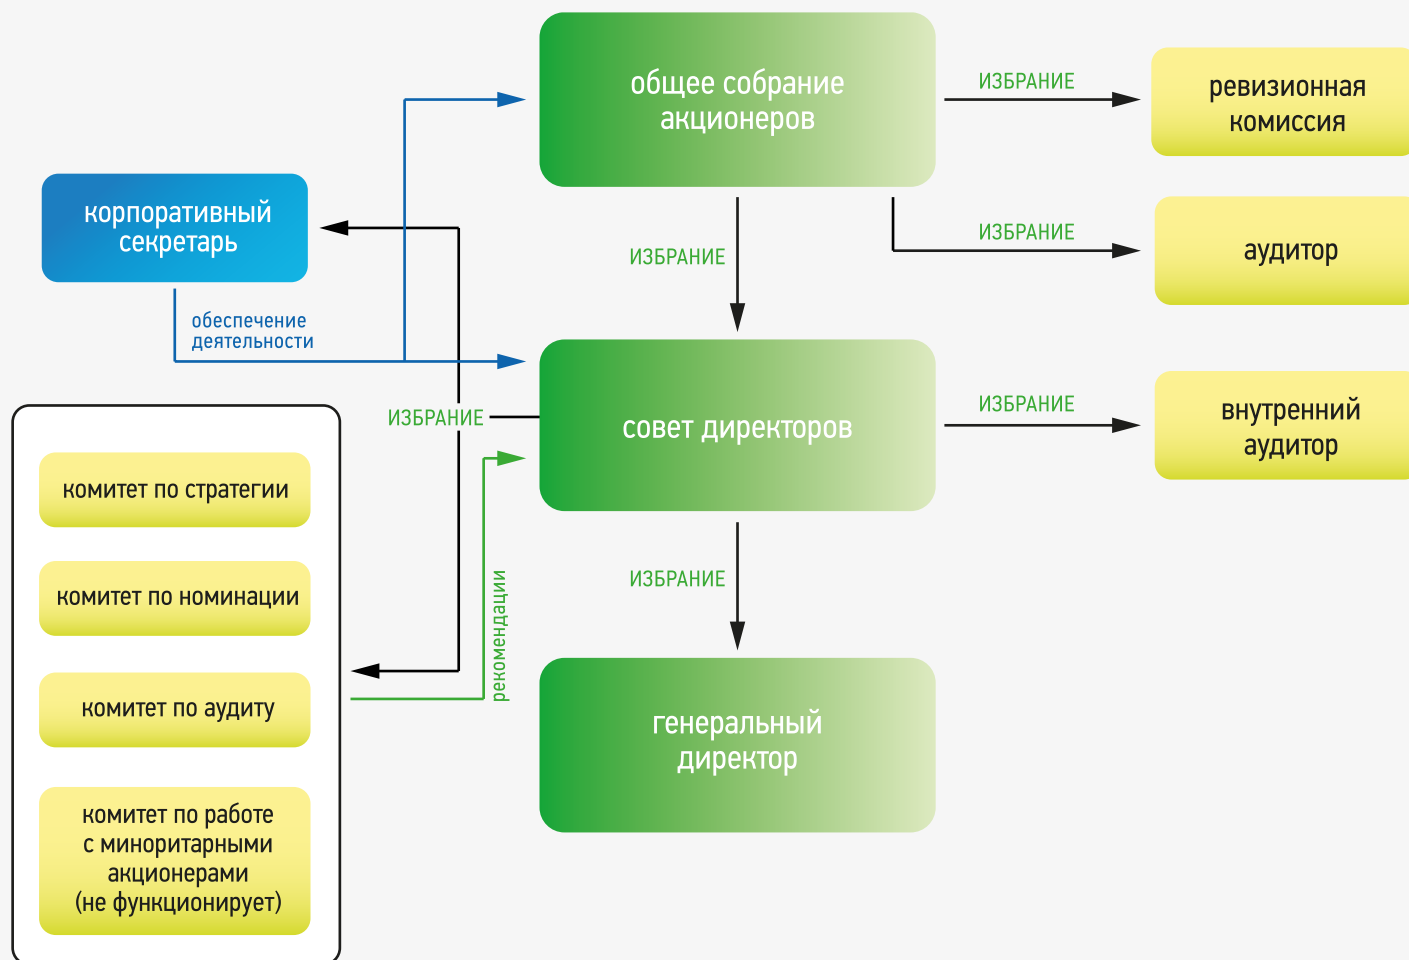 общее собрание
акционеров
ИЗБРАНИЕ
ревизионная
комиссия
корпоративный
секретарь
ИЗБРАНИЕ
аудитор
ИЗБРАНИЕ
обеспечение
деятельности
ИЗБРАНИЕ
совет директоров
ИЗБРАНИЕ
внутренний
аудитор
комитет по стратегии
комитет по номинации
рекомендации
ИЗБРАНИЕ
комитет по аудиту
генеральный
директор
комитет по работе
с миноритарными
акционерами
(не функционирует)